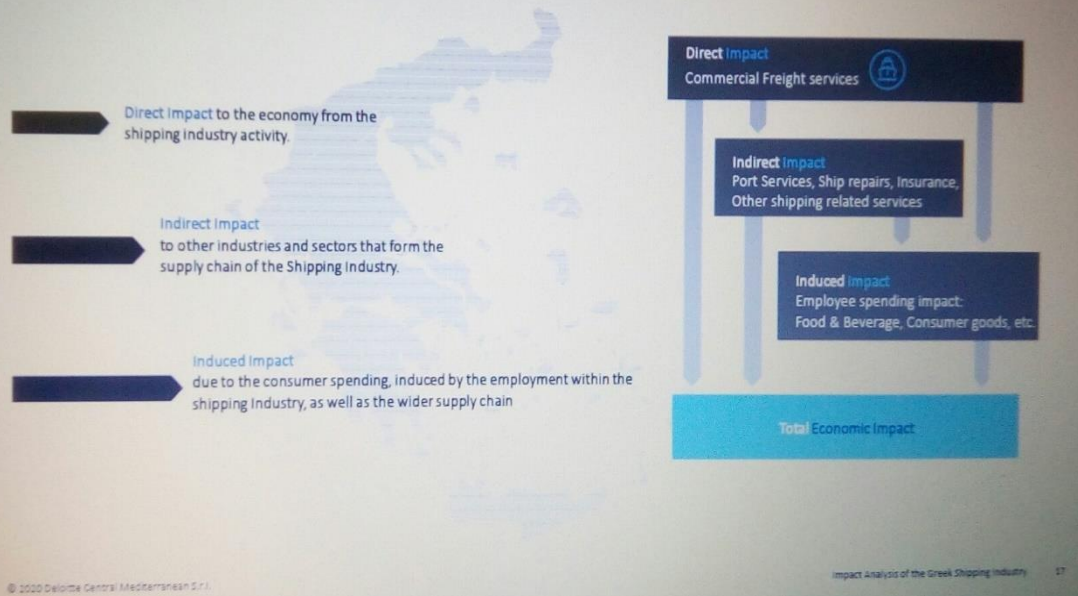 Direct Impact to the economy from the
shipping industry activity.
Indirect Impact
to other industries and sectors that form the
supply chain of the Shipping Industry.
Induced Impact
due to the consumer spending, induced by the employment within the
shipping Industry, as well as the wider supply chain
Direct Impact
Commercial Freight services
Indirect Impact
Port Services, Ship repairs, Insurance,
Other shipping related services
Induced Impact
Employee spending impact:
Food & Beverage, Consumer goods, etc.
Total Economic Impact
© 2020 Deloitte Central Mediterranean S.r.l.
Impact Analysis of the Greek Shipping Industry 17